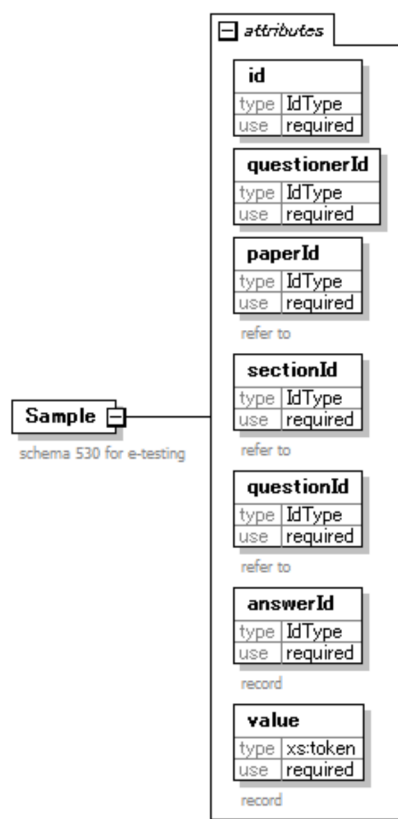 attributes
id
type IdType
use required
questionerId
type IdType
use required
paperId
type IdType
use required
refer to
sectionId
type IdType
use required
refer to
Sample
schema 530 for e-testing
questionId
type IdType
use required
refer to
answerId
type IdType
use required
record
value
type xs:token
use required
record